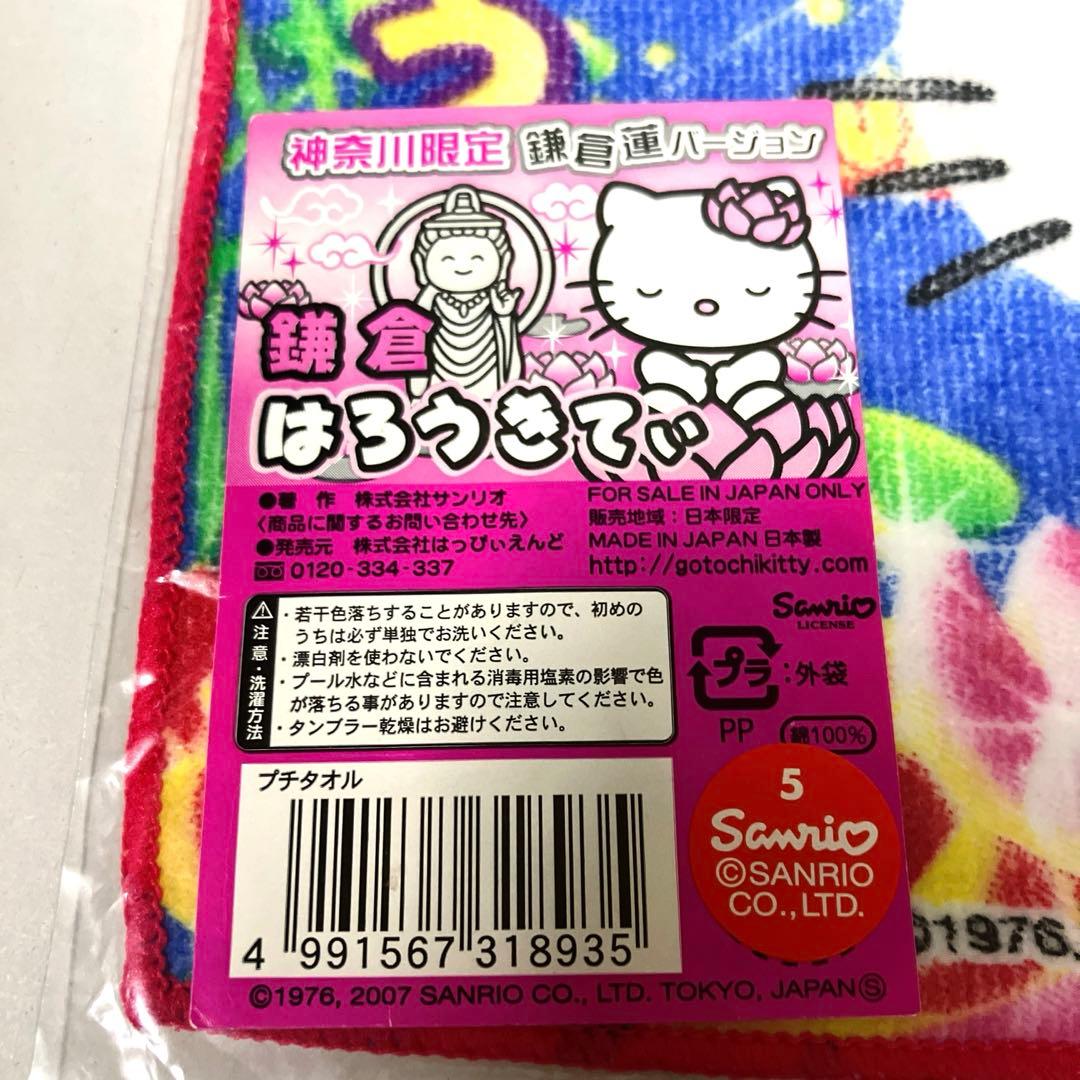 う
神奈川限定 鎌倉蓮バージョン
鎌倉
はろうきてぃ
●著 作 株式会社サンリオ
〈商品に関するお問い合わせ先〉
●発売元 株式会社はっぴぃえんど
0120-334-337
FOR SALE IN JAPAN ONLY
販売地域:日本限定
MADE IN JAPAN 日本製
http://gotochikitty.com
注意・洗濯方法
・若干色落ちすることがありますので、初めの
うちは必ず単独でお洗いください。
・漂白剤を使わないでください。
・プール水などに含まれる消毒用塩素の影響で色
が落ちる事がありますので注意してください。
・タンブラー乾燥はお避けください。
Sanrio
LICENSE
プラ:外袋
PP
綿100%
プチタオル
4 991567 318935
5
Sanrio
©SANRIO
CO.,LTD.
©1976, 2007 SANRIO CO., LTD. TOKYO, JAPAN Ⓢ
1976,